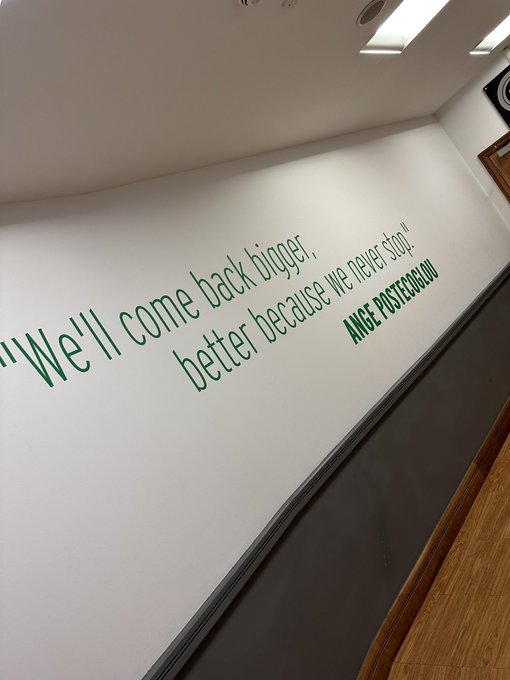 "We'll come back bigger,
better because we never stop."
ANGE POSTECOGLOU